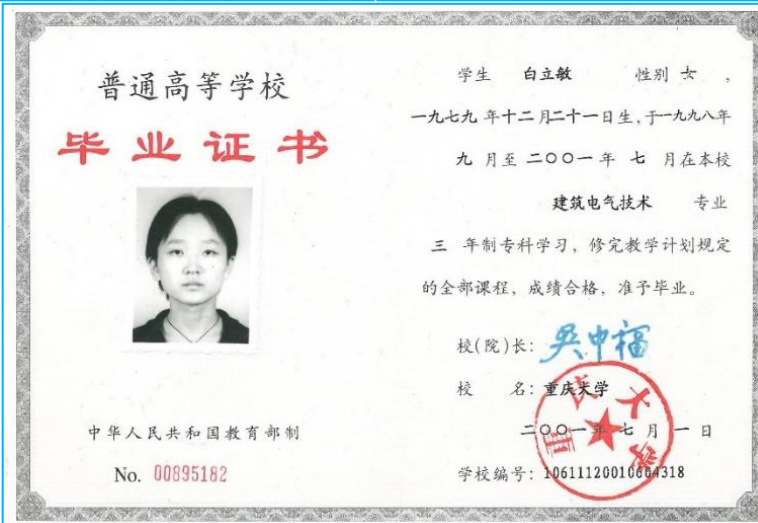 普通高等学校
毕业证书
中华人民共和国教育部制
No. 00895182
学生 白立敏 性别 女 ,
一九七九 年十二月二十一日生,于一九九八年
九 月至 二〇〇一 年 七 月在本校
建筑电气技术 专业
三 年制专科学习,修完教学计划规定
的全部课程,成绩合格,准予毕业。
校(院)长: 吴中福
校 名: 重庆大学
重庆大学
二〇〇一年 七 月 一 日
学校编号: 10611120010664318